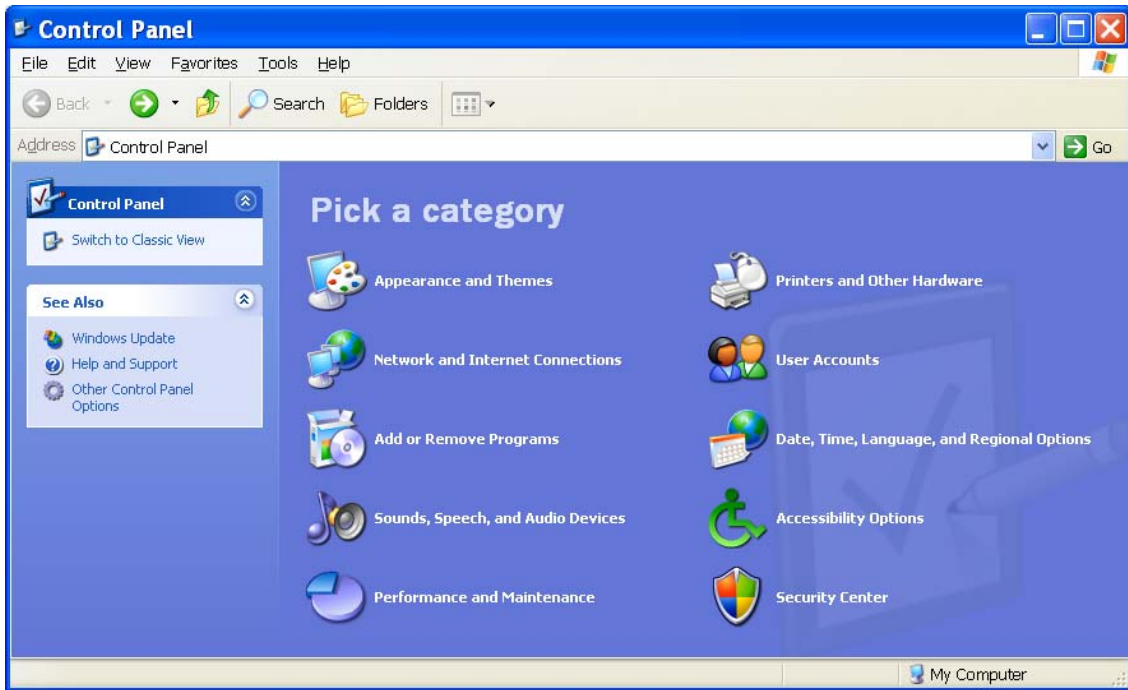 Control Panel
File Edit View Favorites Tools Help
Back Search Folders
Address Control Panel Go
Control Panel
Switch to Classic View
See Also
Windows Update
Help and Support
Other Control Panel
Options
Pick a category
Appearance and Themes
Printers and Other Hardware
Network and Internet Connections
User Accounts
Add or Remove Programs
Date, Time, Language, and Regional Options
Sounds, Speech, and Audio Devices
Accessibility Options
Performance and Maintenance
Security Center
My Computer